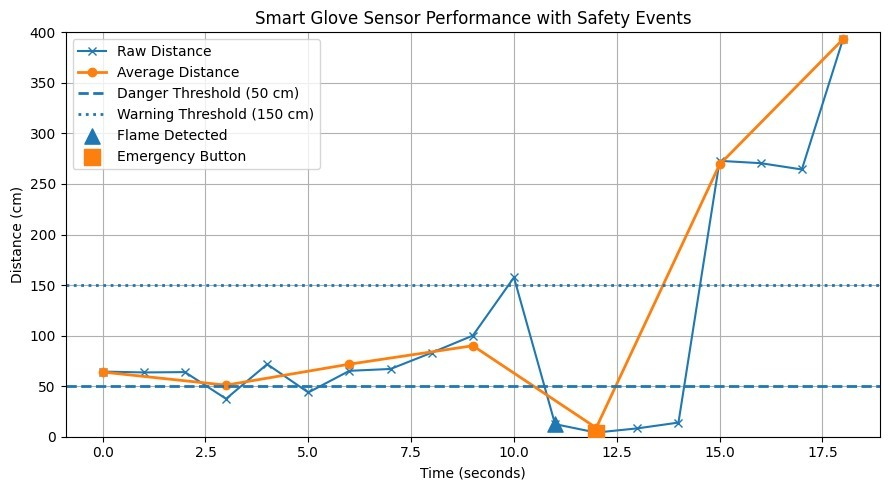 Smart Glove Sensor Performance with Safety Events
400
350
300
250
200
150
100
50
0
Distance (cm)
Raw Distance
Average Distance
Danger Threshold (50 cm)
Warning Threshold (150 cm)
Flame Detected
Emergency Button
0.0 2.5 5.0 7.5 10.0 12.5 15.0 17.5
Time (seconds)